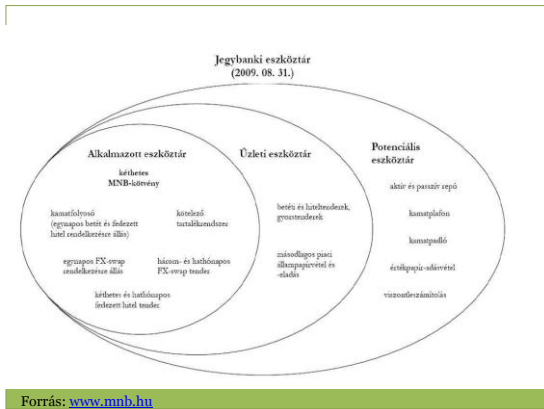 Jegybanki eszköztár
(2009. 08. 31.)
Alkalmazott eszköztár
kéthetes
MNB-kötvény
kamatfolyosó
(egynapos betét és fedezett
hitel rendelkezésre állás)
kötelező
tartalékrendszer
egynapos FX-swap
rendelkezésre állás
három- és hathónapos
FX-swap tender
kéthetes és hathónapos
fedezett hitel tender
Üzleti eszköztár
betéti és hiteltenderek,
gyorstenderek
másodlagos piaci
állampapírvétel és
-eladás
Potenciális
eszköztár
aktív és passzív repó
kamatplafon
kamatpadló
értékpapír-adásvétel
viszontleszámítolás
Forrás: www.mnb.hu